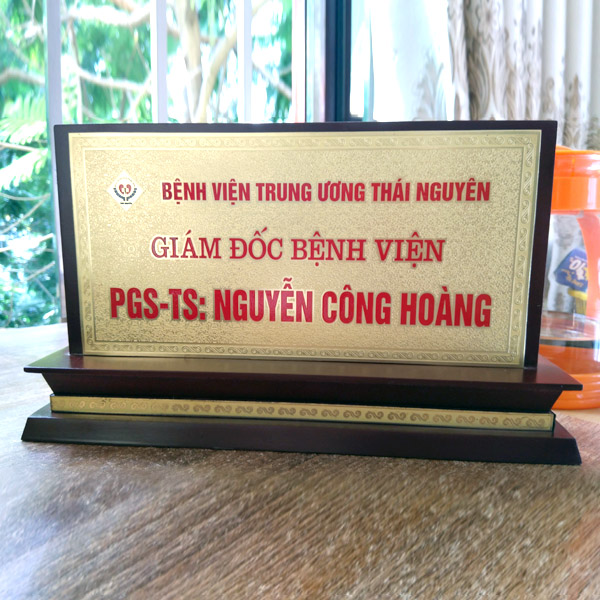 BỆNH VIỆN TRUNG ƯƠNG THÁI NGUYÊN
GIÁM ĐỐC BỆNH VIỆN
PGS-TS: NGUYỄN CÔNG HOÀNG